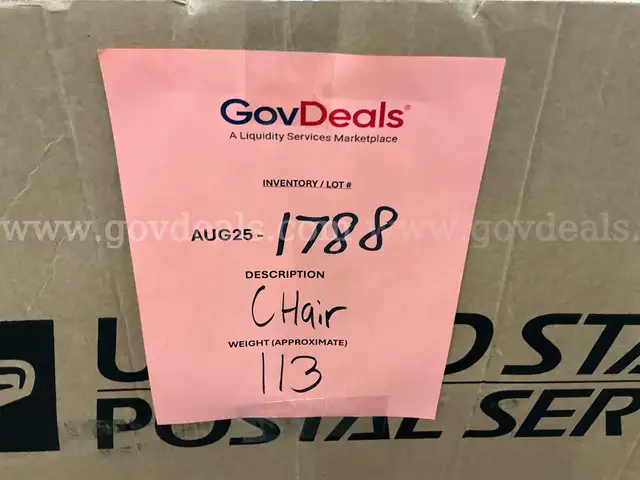 GovDeals®
A Liquidity Services Marketplace
INVENTORY / LOT #
www.govdeals.com www.govdeals.
AUG25 - 1788
DESCRIPTION
CHair
WEIGHT (APPROXIMATE)
113
U D STA
POSTAL SER